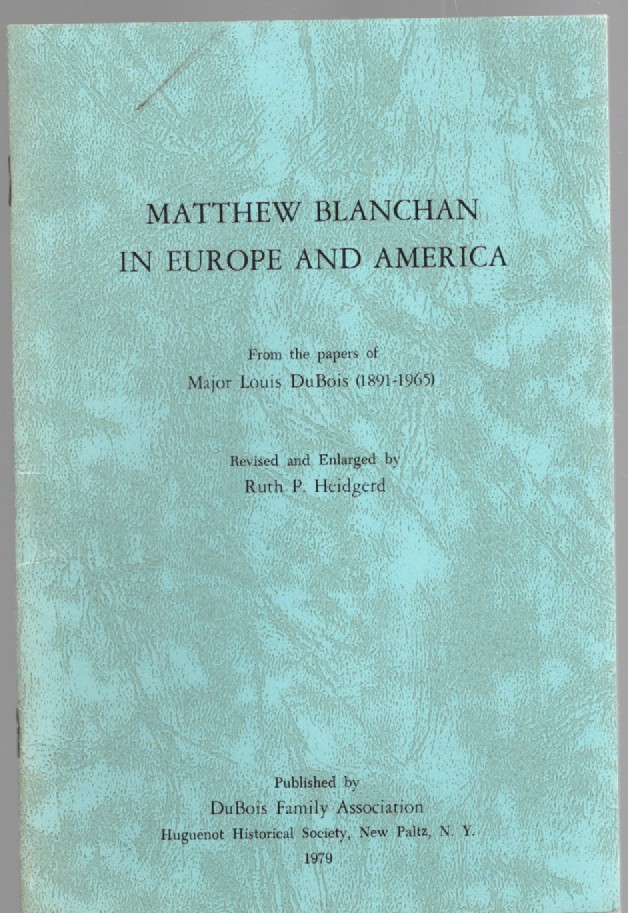 MATTHEW BLANCHAN
IN EUROPE AND AMERICA
From the papers of
Major Louis DuBois (1891-1965)
Revised and Enlarged by
Ruth P. Heidgerd
Published by
DuBois Family Association
Huguenot Historical Society, New Paltz, N. Y.
1979